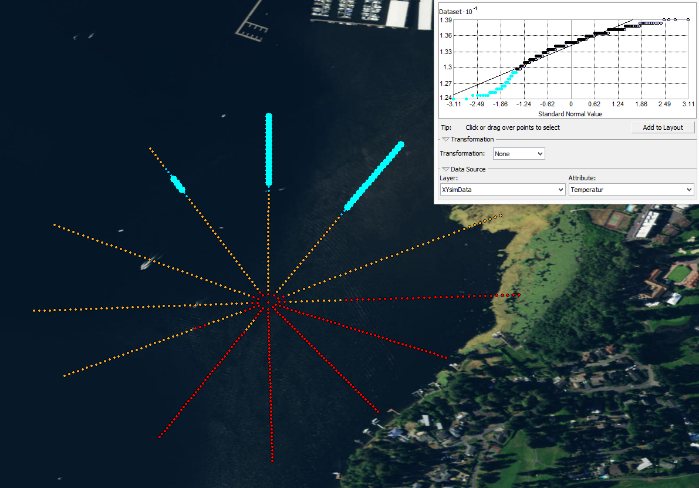 Dataset · 10⁻¹
1.39
1.36
1.33
1.3
1.27
1.24
-3.11 -2.49 -1.86 -1.24 -0.62 0 0.62 1.24 1.86 2.49 3.11
Standard Normal Value
Tip: Click or drag over points to select Add to Layout
Transformation
Transformation: None
Data Source
Layer: Attribute:
XYsimData Temperatur